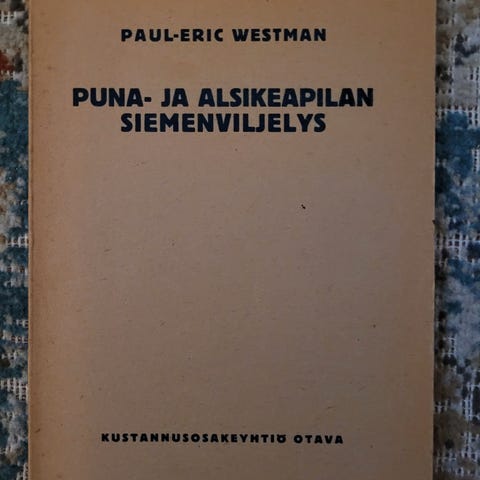 PAUL-ERIC WESTMAN
PUNA- JA ALSIKEAPILAN
SIEMENVILJELYS
KUSTANNUSOSAKEYHTIÖ OTAVA